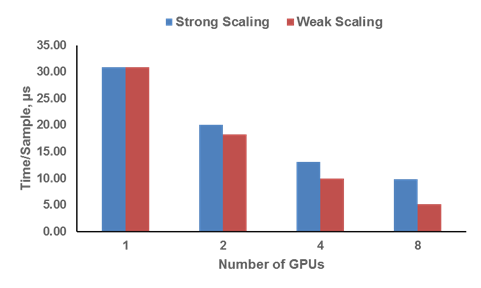 Strong Scaling Weak Scaling
35.00
30.00
25.00
20.00
15.00
10.00
5.00
0.00
Time/Sample, µs
1 2 4 8
Number of GPUs